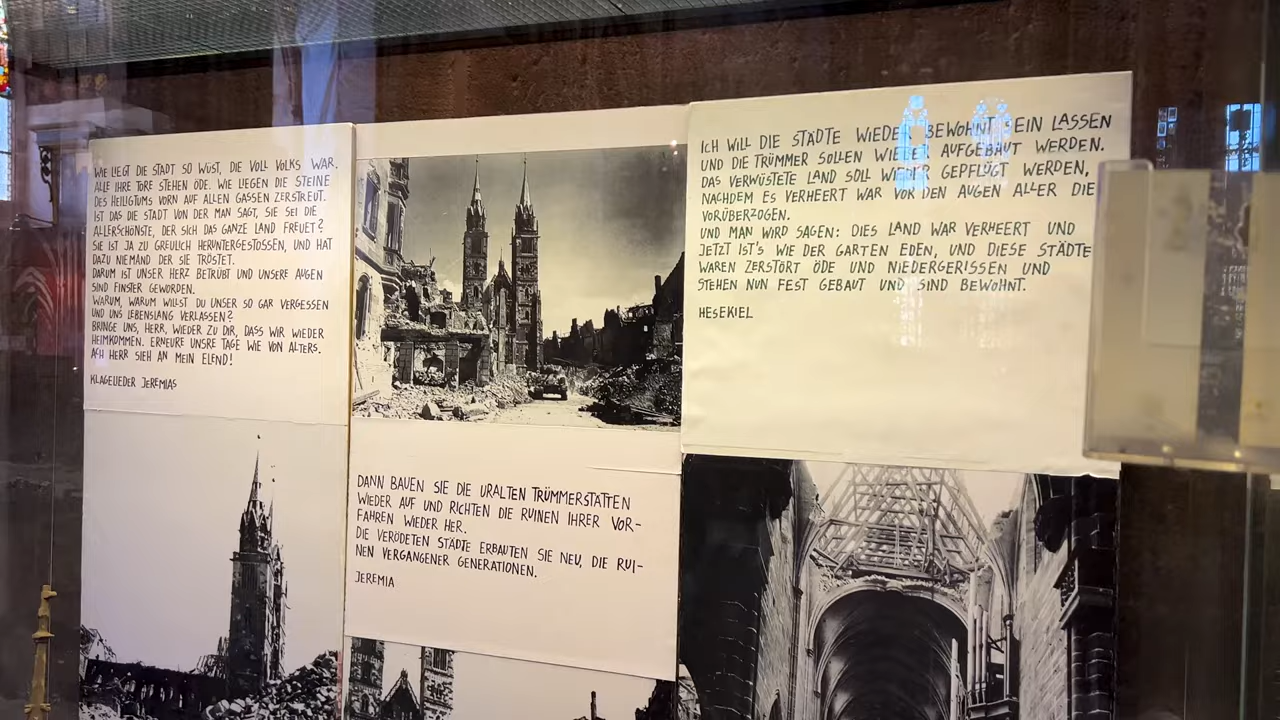 WIE LIEGT DIE STADT SO WÜST, DIE VOLL VOLKS WAR.
ALLE IHRE TORE STEHEN ÖDE. WIE LIEGEN DIE STEINE
DES HEILIGTUMS VORN AUF ALLEN GASSEN ZERSTREUT.
IST DAS DIE STADT VON DER MAN SAGT, SIE SEI DIE
ALLERSCHÖNSTE, DER SICH DAS GANZE LAND FREUET?
SIE IST JA ZU GREULICH HERUNTERGESTOSSEN, UND HAT
DAZU NIEMAND DER SIE TRÖSTET.
DARUM IST UNSER HERZ BETRÜBT UND UNSERE AUGEN
SIND FINSTER GEWORDEN.
WARUM, WARUM WILLST DU UNSER SO GAR VERGESSEN
UND UNS LEBENSLANG VERLASSEN?
BRINGE UNS, HERR, WIEDER ZU DIR, DASS WIR WIEDER
HEIMKOMMEN. ERNEURE UNSRE TAGE WIE VON ALTERS.
ACH HERR SIEH AN MEIN ELEND!
KLAGELIEDER JEREMIAS
DANN BAUEN SIE DIE URALTEN TRÜMMERSTÄTTEN
WIEDER AUF UND RICHTEN DIE RUINEN IHRER VOR-
FAHREN WIEDER HER.
DIE VERÖDETEN STÄDTE ERBAUTEN SIE NEU, DIE RUI-
NEN VERGANGENER GENERATIONEN.
JEREMIA
ICH WILL DIE STÄDTE WIEDER BEWOHNT SEIN LASSEN
UND DIE TRÜMMER SOLLEN WIEDER AUFGEBAUT WERDEN.
DAS VERWÜSTETE LAND SOLL WIEDER GEPFLÜGT WERDEN,
NACHDEM ES VERHEERT WAR VOR DEN AUGEN ALLER DIE
VORÜBERZOGEN.
UND MAN WIRD SAGEN: DIES LAND WAR VERHEERT UND
JETZT IST'S WIE DER GARTEN EDEN, UND DIESE STÄDTE
WAREN ZERSTÖRT ÖDE UND NIEDERGERISSEN UND
STEHEN NUN FEST GEBAUT UND SIND BEWOHNT.
HESEKIEL